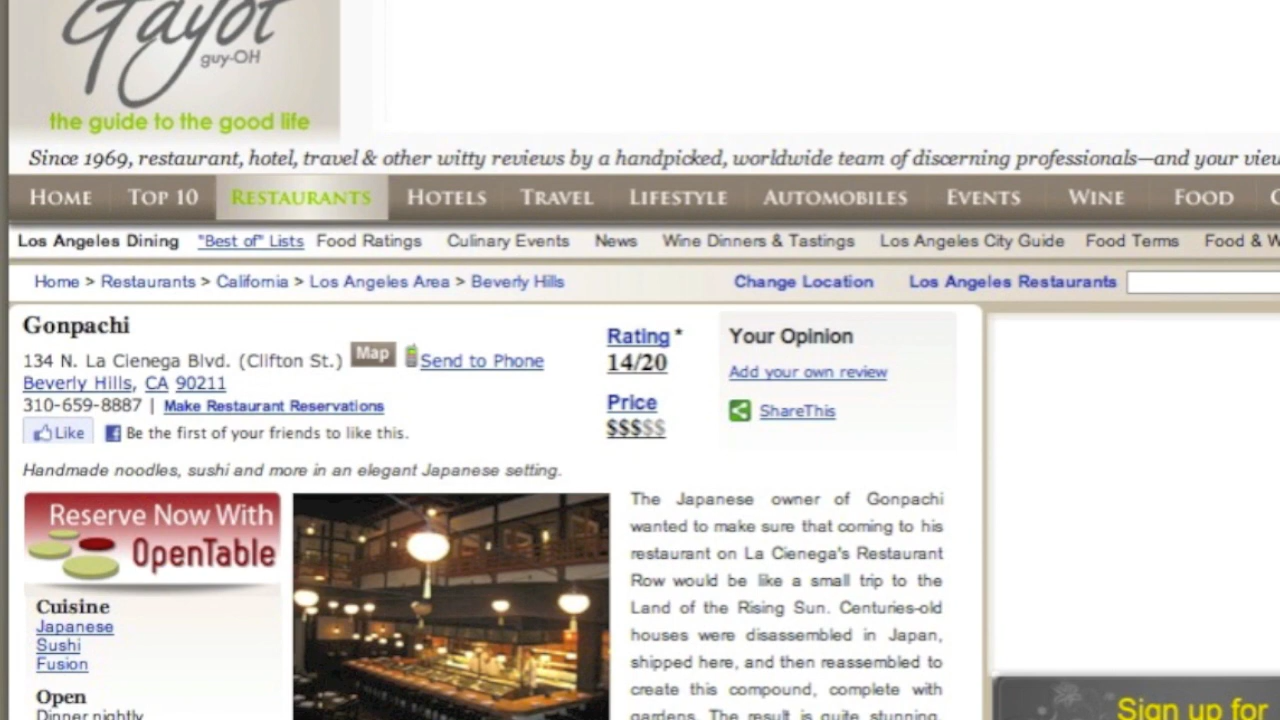 Gayot
guy-OH
the guide to the good life
Since 1969, restaurant, hotel, travel & other witty reviews by a handpicked, worldwide team of discerning professionals—and your
HOME TOP 10 RESTAURANTS HOTELS TRAVEL LIFESTYLE AUTOMOBILES EVENTS WINE FOOD
Los Angeles Dining "Best of" Lists Food Ratings Culinary Events News Wine Dinners & Tastings Los Angeles City Guide Food Terms Food &
Home > Restaurants > California > Los Angeles Area > Beverly Hills Change Location Los Angeles Restaurants
Gonpachi
134 N. La Cienega Blvd. (Clifton St.) Map Send to Phone
Beverly Hills, CA 90211
310-659-8887 | Make Restaurant Reservations
Like Be the first of your friends to like this.
Rating *
14/20
Price
$$$$$
Your Opinion
Add your own review
ShareThis
Handmade noodles, sushi and more in an elegant Japanese setting.
Reserve Now With
OpenTable
Cuisine
Japanese
Sushi
Fusion
Open
Dinner nightly
The Japanese owner of Gonpachi
wanted to make sure that coming to his
restaurant on La Cienega's Restaurant
Row would be like a small trip to the
Land of the Rising Sun. Centuries-old
houses were disassembled in Japan,
shipped here, and then reassembled to
create this compound, complete with
gardens. The result is quite stunning,
Sign up for